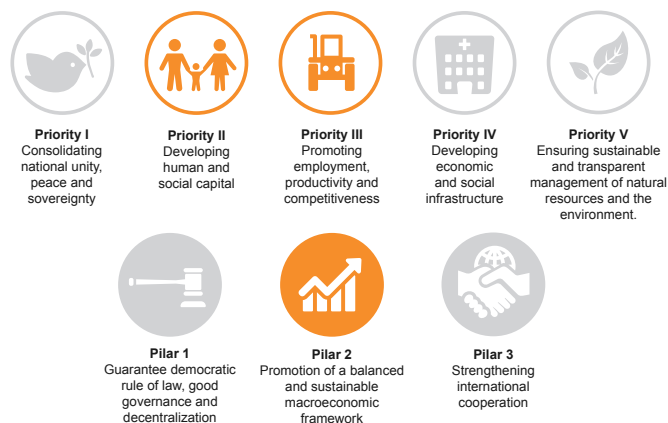 Priority I
Consolidating
national unity,
peace and
sovereignty
Priority II
Developing
human and
social capital
Priority III
Promoting
employment,
productivity and
competitiveness
Priority IV
Developing
economic
and social
infrastructure
Priority V
Ensuring sustainable
and transparent
management of natural
resources and the
environment.
Pilar 1
Guarantee democratic
rule of law, good
governance and
decentralization
Pilar 2
Promotion of a balanced
and sustainable
macroeconomic
framework
Pilar 3
Strengthening
international
cooperation